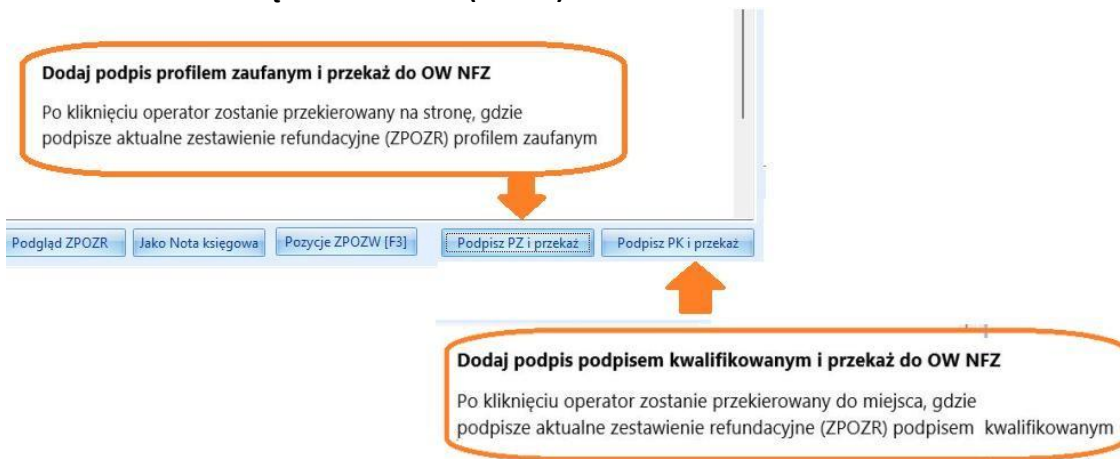 Dodaj podpis profilem zaufanym i przekaż do OW NFZ
Po kliknięciu operator zostanie przekierowany na stronę, gdzie
podpisze aktualne zestawienie refundacyjne (ZPOZR) profilem zaufanym
Podgląd ZPOZR
Jako Nota księgowa
Pozycje ZPOZW [F3]
Podpisz PZ i przekaż
Podpisz PK i przekaż
Dodaj podpis podpisem kwalifikowanym i przekaż do OW NFZ
Po kliknięciu operator zostanie przekierowany do miejsca, gdzie
podpisze aktualne zestawienie refundacyjne (ZPOZR) podpisem kwalifikowanym